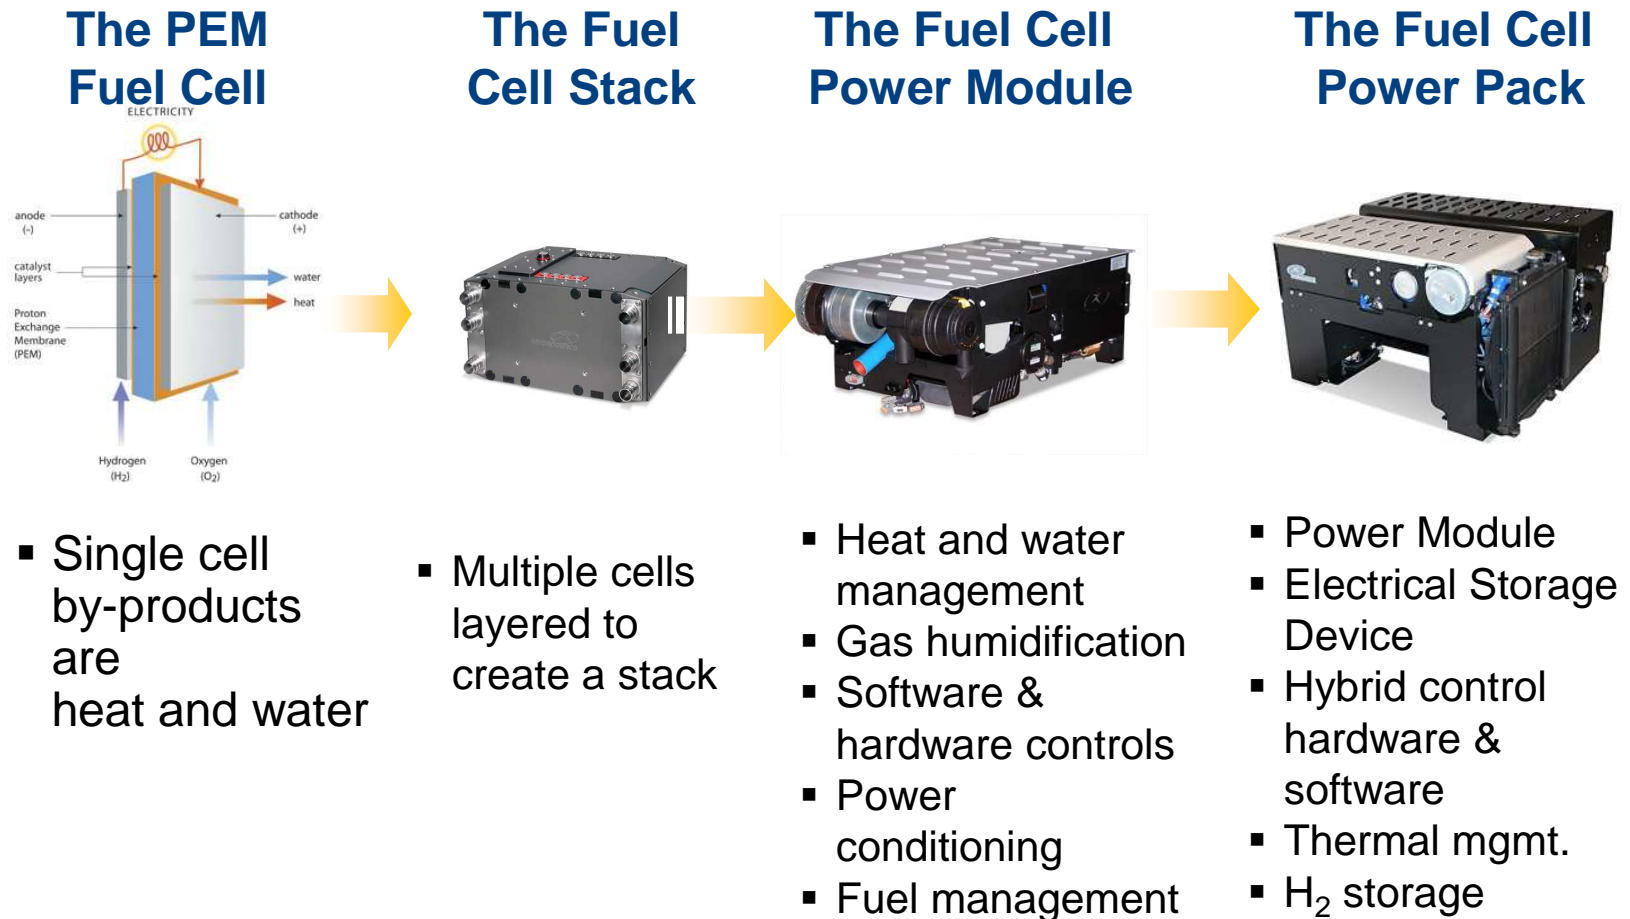 The PEM
Fuel Cell
The Fuel
Cell Stack
The Fuel Cell
Power Module
The Fuel Cell
Power Pack
ELECTRICITY
anode
(-)
cathode
(+)
catalyst
layers
water
heat
Proton
Exchange
Membrane
(PEM)
Hydrogen
(H2)
Oxygen
(O2)
▪ Single cell
by-products
are
heat and water
▪ Multiple cells
layered to
create a stack
▪ Heat and water
management
▪ Gas humidification
▪ Software &
hardware controls
▪ Power
conditioning
▪ Fuel management
▪ Power Module
▪ Electrical Storage
Device
▪ Hybrid control
hardware &
software
▪ Thermal mgmt.
▪ H2 storage